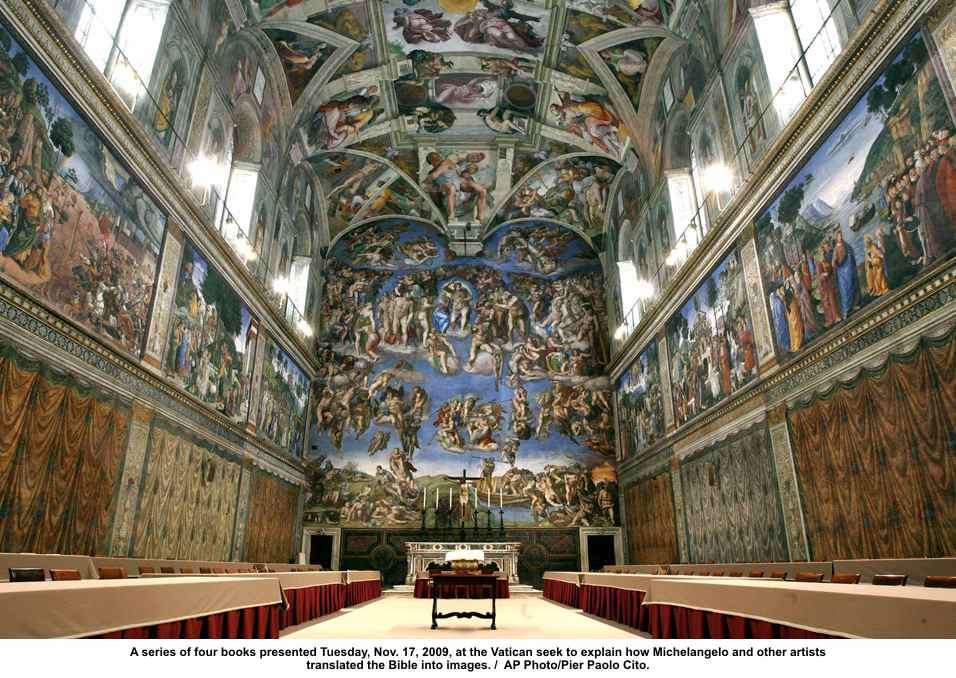 A series of four books presented Tuesday, Nov. 17, 2009, at the Vatican seek to explain how Michelangelo and other artists
translated the Bible into images. /  AP Photo/Pier Paolo Cito.